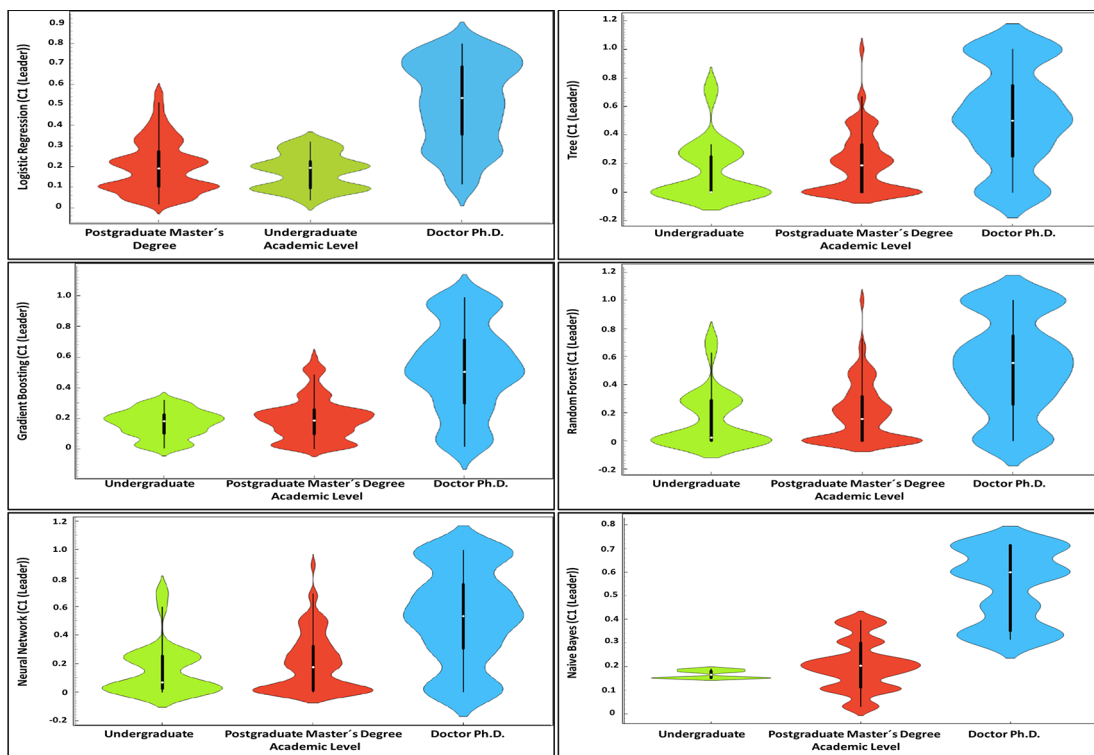 Logistic Regression (C1 (Leader))
0.9
0.8
0.7
0.6
0.5
0.4
0.3
0.2
0.1
0
Postgraduate Master´s Degree
Undergraduate
Doctor Ph.D.
Academic Level
Tree (C1 (Leader))
1.2
1.0
0.8
0.6
0.4
0.2
0
-0.2
Undergraduate
Postgraduate Master´s Degree
Doctor Ph.D.
Academic Level
Gradient Boosting (C1 (Leader))
1.0
0.8
0.6
0.4
0.2
0
Undergraduate
Postgraduate Master´s Degree
Doctor Ph.D.
Academic Level
Random Forest (C1 (Leader))
1.2
1.0
0.8
0.6
0.4
0.2
0
-0.2
Undergraduate
Postgraduate Master´s Degree
Doctor Ph.D.
Academic Level
Neural Network (C1 (Leader))
1.2
1.0
0.8
0.6
0.4
0.2
0
-0.2
Undergraduate
Postgraduate Master´s Degree
Doctor Ph.D.
Academic Level
Naive Bayes (C1 (Leader))
0.8
0.7
0.6
0.5
0.4
0.3
0.2
0.1
0
Undergraduate
Postgraduate Master´s Degree
Doctor Ph.D.
Academic Level